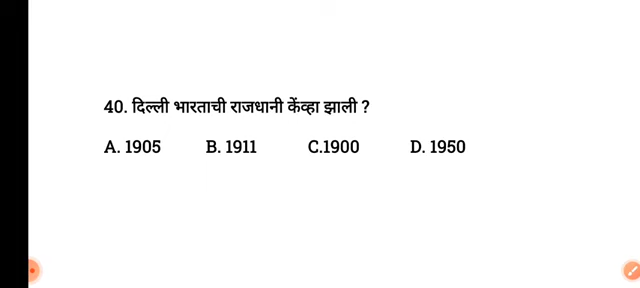 40. दिल्ली भारताची राजधानी केंव्हा झाली ?
A. 1905 B. 1911 C.1900 D. 1950